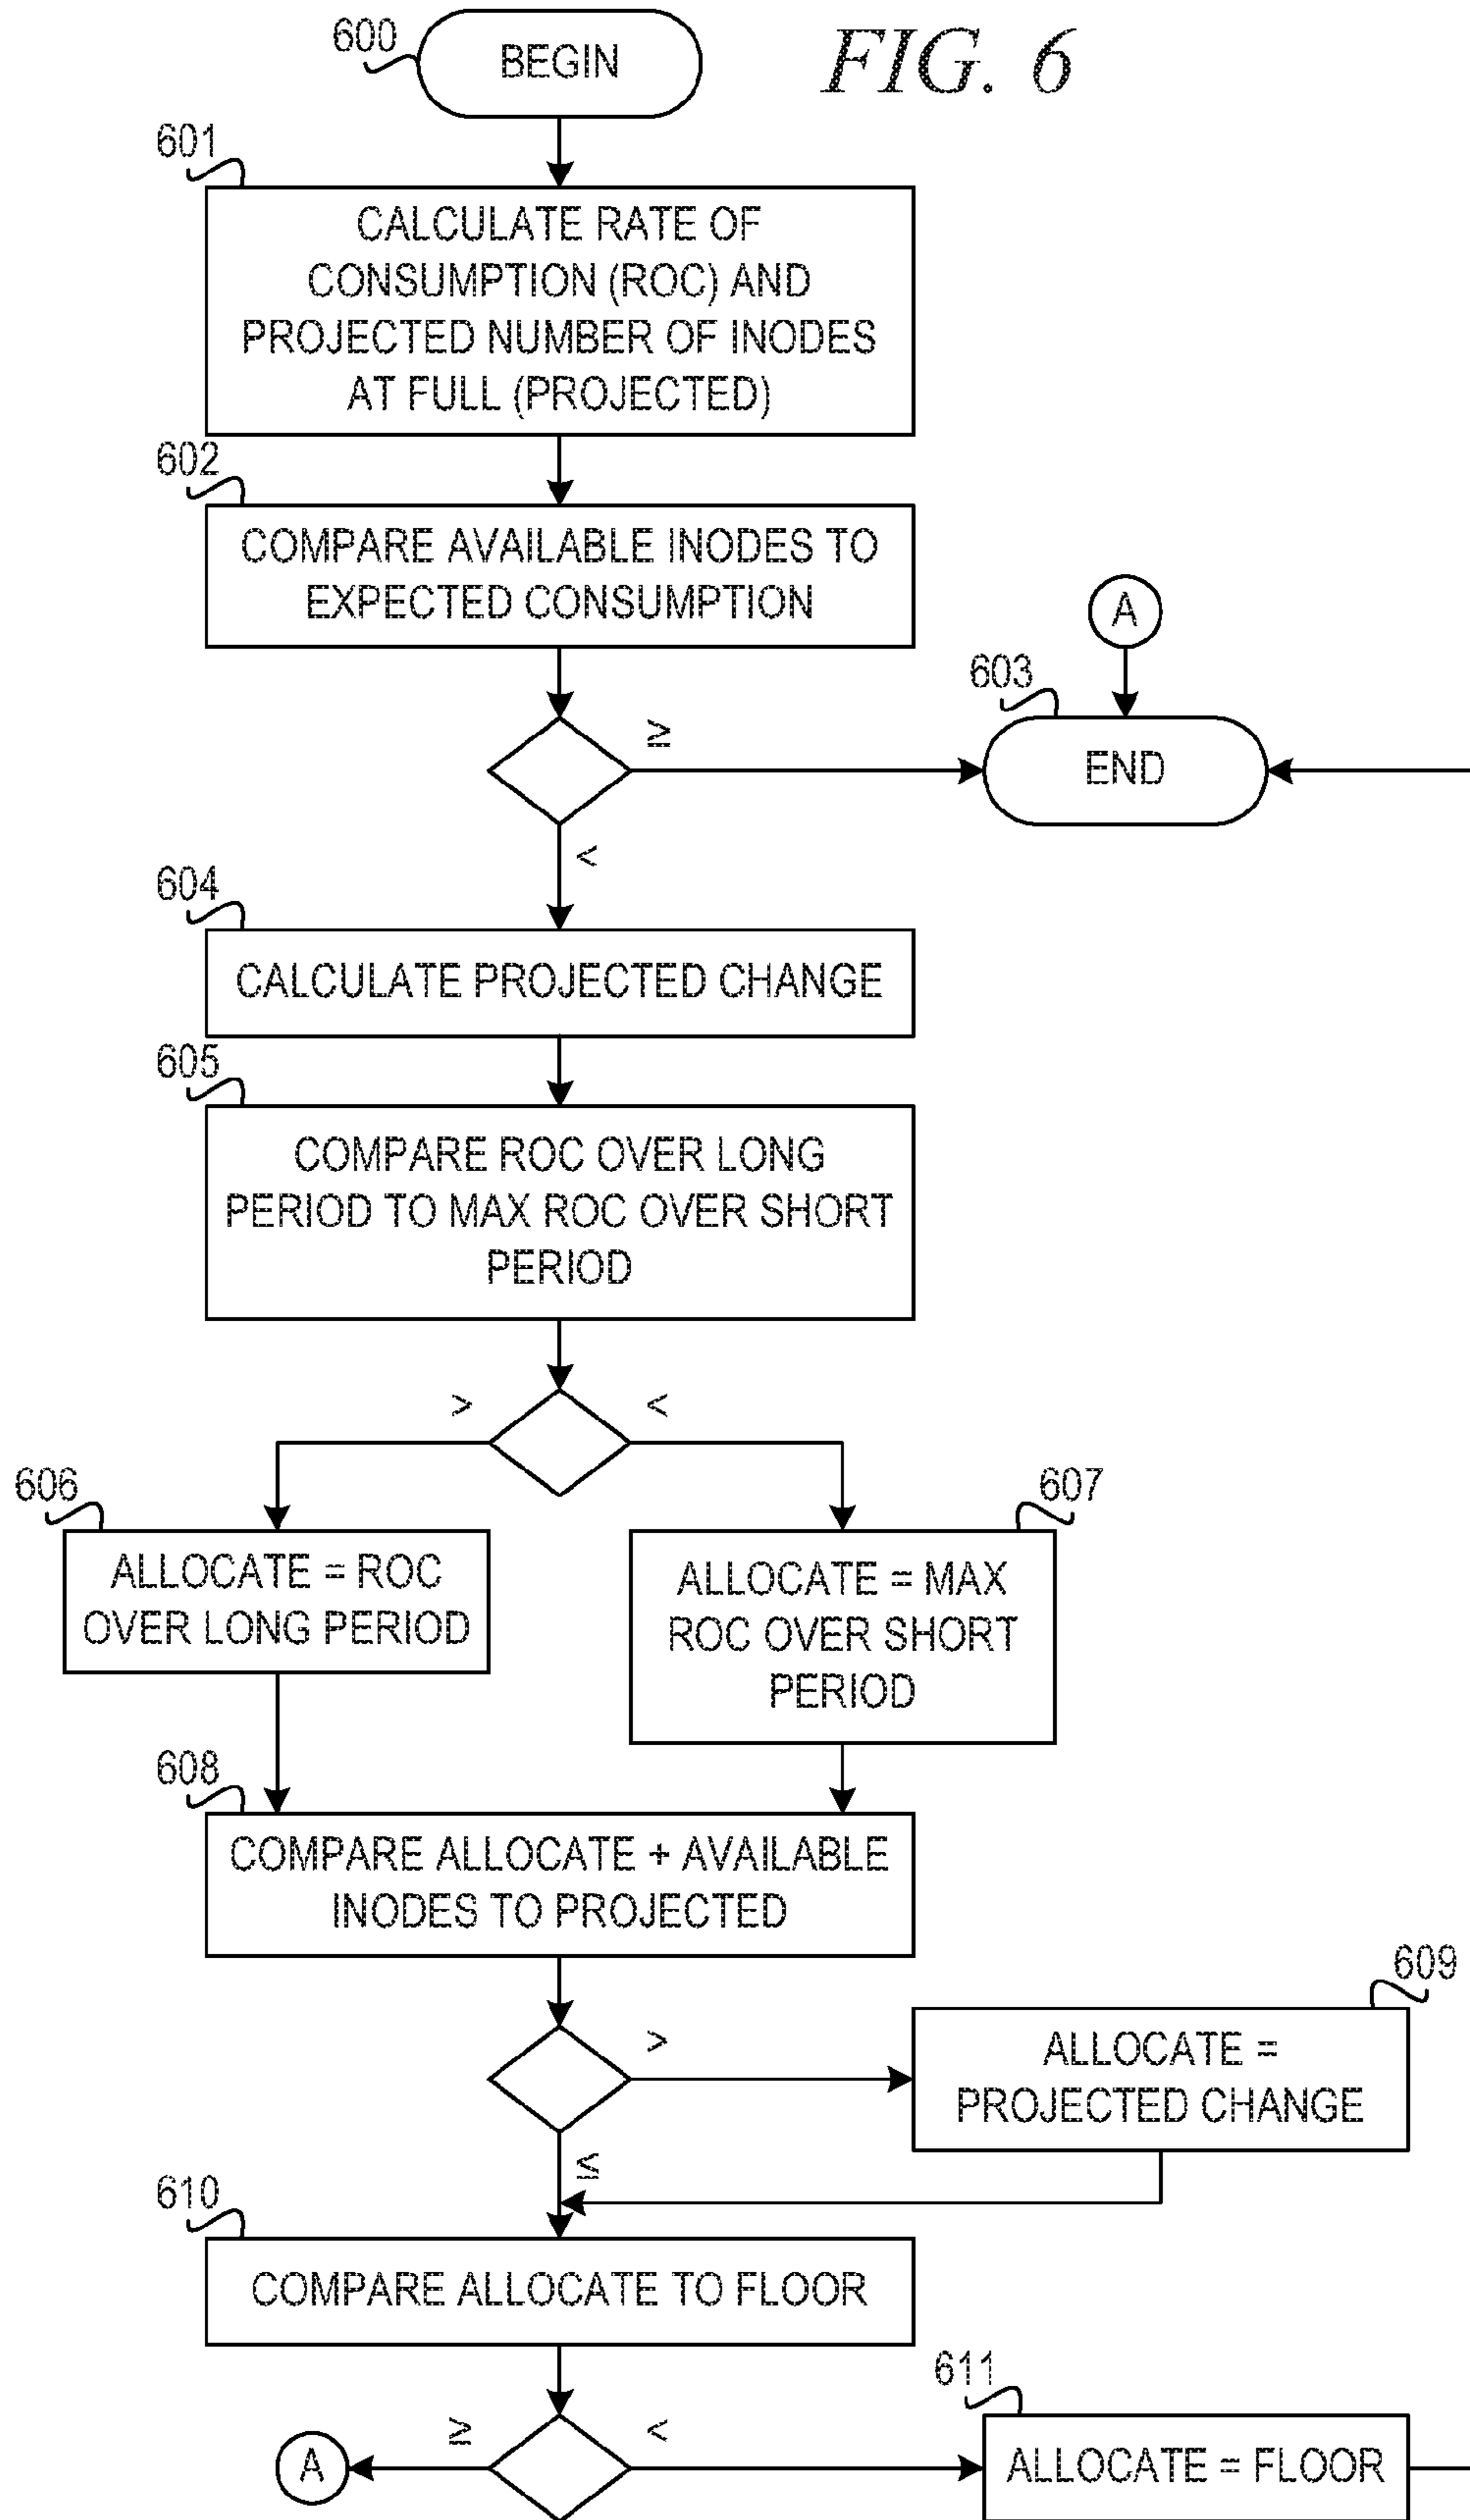 600
BEGIN
FIG. 6
601
CALCULATE RATE OF
CONSUMPTION (ROC) AND
PROJECTED NUMBER OF INODES
AT FULL (PROJECTED)
602
COMPARE AVAILABLE INODES TO
EXPECTED CONSUMPTION
A
603
≥
END
<
604
CALCULATE PROJECTED CHANGE
605
COMPARE ROC OVER LONG
PERIOD TO MAX ROC OVER SHORT
PERIOD
>
<
606
607
ALLOCATE = ROC
OVER LONG PERIOD
ALLOCATE = MAX
ROC OVER SHORT
PERIOD
608
COMPARE ALLOCATE + AVAILABLE
INODES TO PROJECTED
609
>
ALLOCATE =
PROJECTED CHANGE
≤
610
COMPARE ALLOCATE TO FLOOR
611
A
≥
<
ALLOCATE = FLOOR